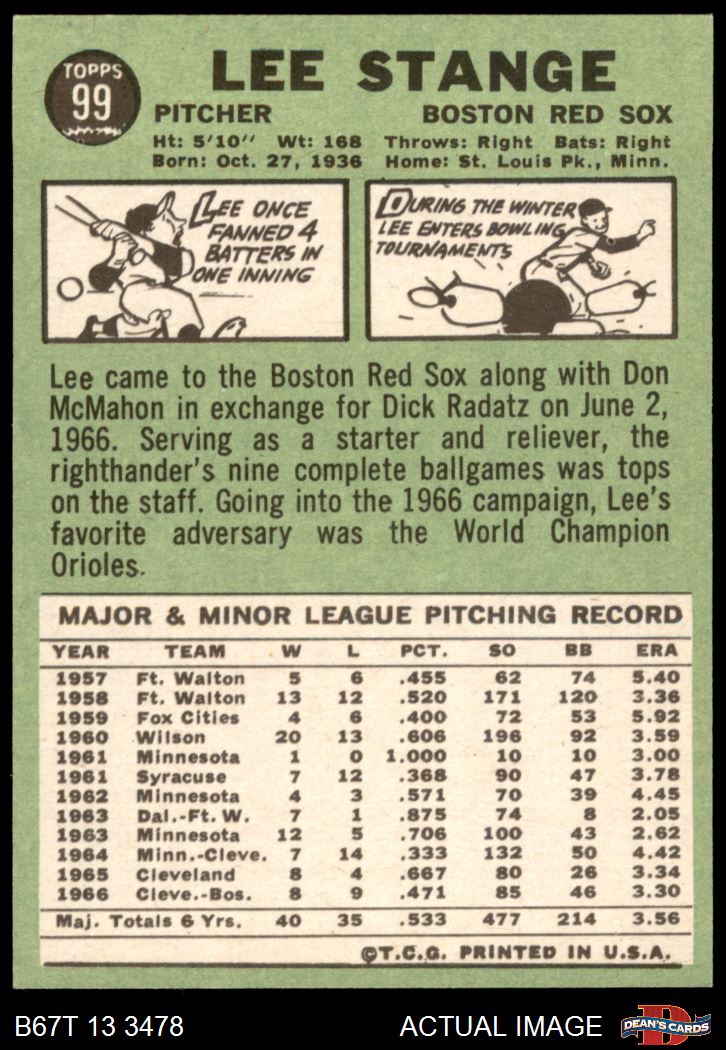 TOPPS
99
LEE STANGE
PITCHER BOSTON RED SOX
Ht: 5'10" Wt: 168 Throws: Right Bats: Right
Born: Oct. 27, 1936 Home: St. Louis Pk., Minn.
LEE ONCE
FANNED 4
BATTERS IN
ONE INNING
DURING THE WINTER
LEE ENTERS BOWLING
TOURNAMENTS
Lee came to the Boston Red Sox along with Don
McMahon in exchange for Dick Radatz on June 2,
1966. Serving as a starter and reliever, the
righthander's nine complete ballgames was tops
on the staff. Going into the 1966 campaign, Lee's
favorite adversary was the World Champion
Orioles.
MAJOR & MINOR LEAGUE PITCHING RECORD
YEAR TEAM W L PCT. SO BB ERA
1957 Ft. Walton 5 6 .455 62 74 5.40
1958 Ft. Walton 13 12 .520 171 120 3.36
1959 Fox Cities 4 6 .400 72 53 5.92
1960 Wilson 20 13 .606 196 92 3.59
1961 Minnesota 1 0 1.000 10 10 3.00
1961 Syracuse 7 12 .368 90 47 3.78
1962 Minnesota 4 3 .571 70 39 4.45
1963 Dal.-Ft. W. 7 1 .875 74 8 2.05
1963 Minnesota 12 5 .706 100 43 2.62
1964 Minn.-Cleve. 7 14 .333 132 50 4.42
1965 Cleveland 8 4 .667 80 26 3.34
1966 Cleve.-Bos. 8 9 .471 85 46 3.30
Maj. Totals 6 Yrs. 40 35 .533 477 214 3.56
©T.C.G. PRINTED IN U.S.A.
B67T 13 3478 ACTUAL IMAGE
D
DEAN'S CARDS